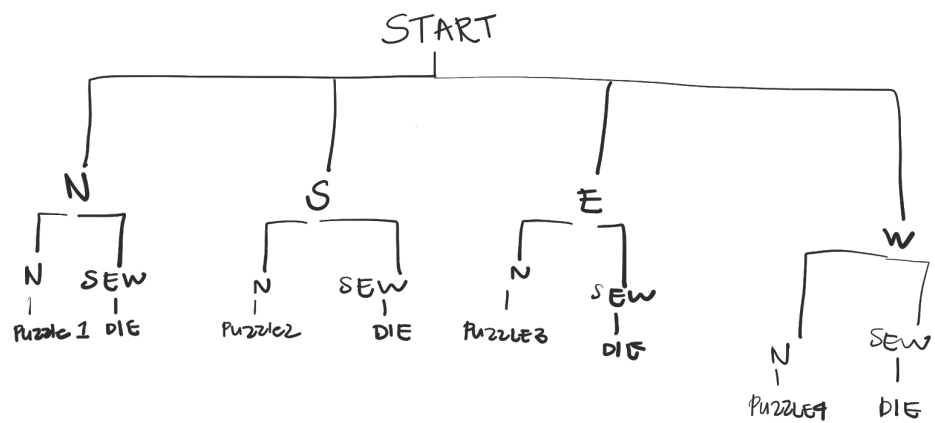 START
N
S
E
W
N SEW
N SEW
N SEW
N SEW
Puzzle 1 DIE
Puzzle2 DIE
PUZZLE3 DIE
PUZZLE4 DIE